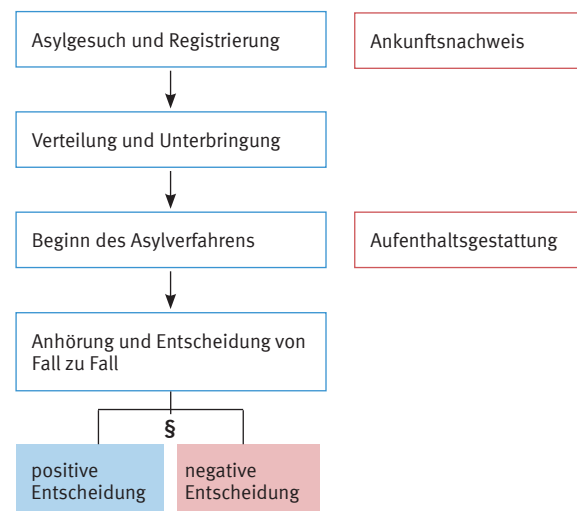 Asylgesuch und Registrierung
Ankunftsnachweis
Verteilung und Unterbringung
Beginn des Asylverfahrens
Aufenthaltsgestattung
Anhörung und Entscheidung von
Fall zu Fall
§
positive
Entscheidung
negative
Entscheidung